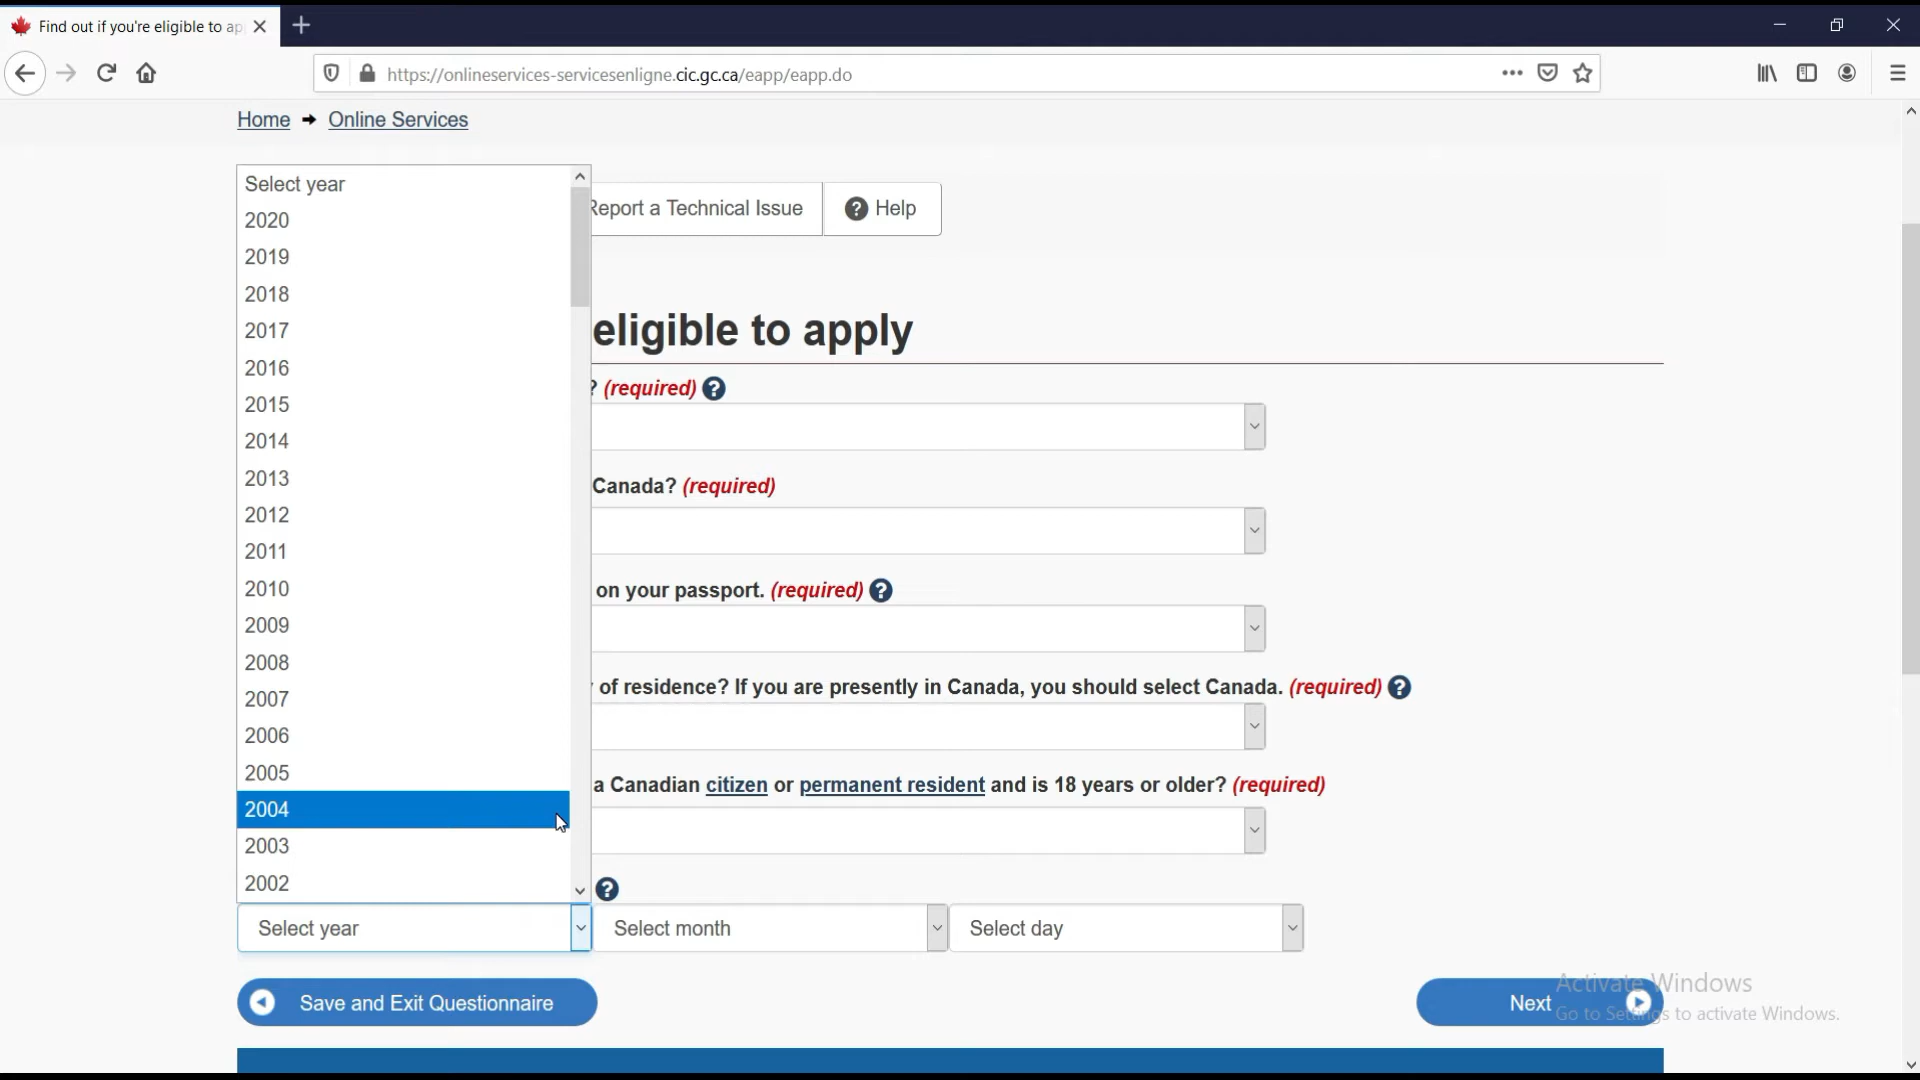 Find out if you're eligible to ap
https://onlineservices-servicesenligne.cic.gc.ca/eapp/eapp.do
Home Online Services
Select year
2020
Report a Technical Issue
? Help
2019
2018
2017
eligible to apply
2016
? (required) ?
2015
2014
2013
Canada? (required)
2012
2011
2010
on your passport. (required) ?
2009
2008
of residence? If you are presently in Canada, you should select Canada. (required) ?
2007
2006
2005
a Canadian citizen or permanent resident and is 18 years or older? (required)
2004
2003
2002
?
Select year
Select month
Select day
Save and Exit Questionnaire
Next
Activate Windows
Go to Settings to activate Windows.